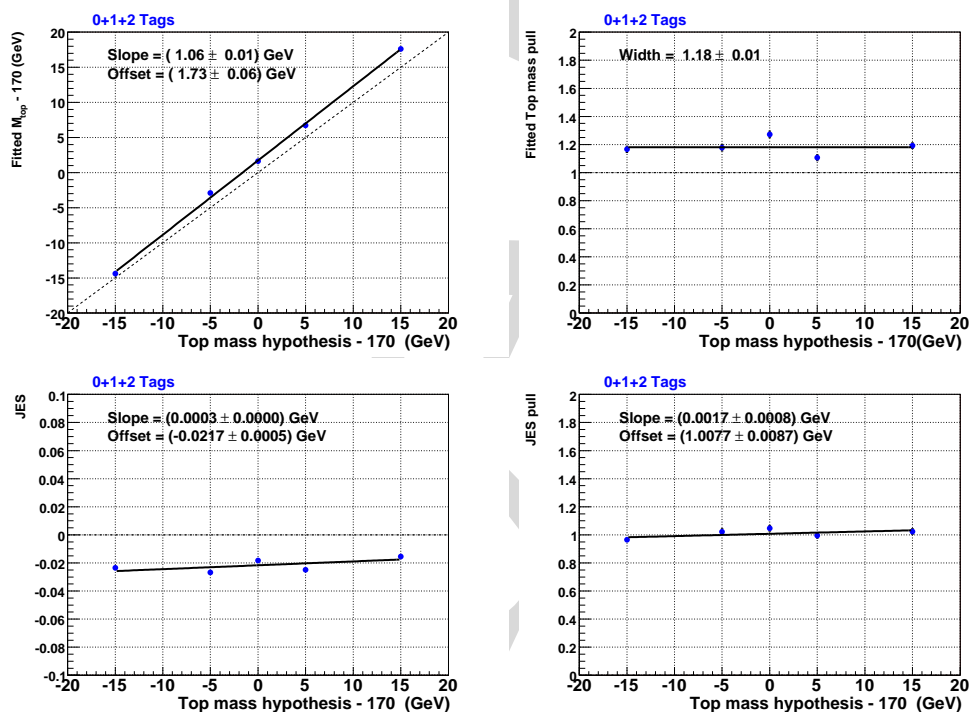 0+1+2 Tags
Slope = ( 1.06 ± 0.01) GeV
Offset = ( 1.73 ± 0.06) GeV
Fitted Mtop - 170 (GeV)
20
15
10
5
0
-5
-10
-15
-20
-20 -15 -10 -5 0 5 10 15 20
Top mass hypothesis - 170 (GeV)
0+1+2 Tags
Width = 1.18 ± 0.01
Fitted Top mass pull
2
1.8
1.6
1.4
1.2
1
0.8
0.6
0.4
0.2
0
-20 -15 -10 -5 0 5 10 15 20
Top mass hypothesis - 170(GeV)
0+1+2 Tags
Slope = (0.0003 ± 0.0000) GeV
Offset = (-0.0217 ± 0.0005) GeV
JES
0.1
0.08
0.06
0.04
0.02
0
-0.02
-0.04
-0.06
-0.08
-0.1
-20 -15 -10 -5 0 5 10 15 20
Top mass hypothesis - 170 (GeV)
0+1+2 Tags
Slope = (0.0017 ± 0.0008) GeV
Offset = (1.0077 ± 0.0087) GeV
JES pull
2
1.8
1.6
1.4
1.2
1
0.8
0.6
0.4
0.2
0
-20 -15 -10 -5 0 5 10 15 20
Top mass hypothesis - 170 (GeV)